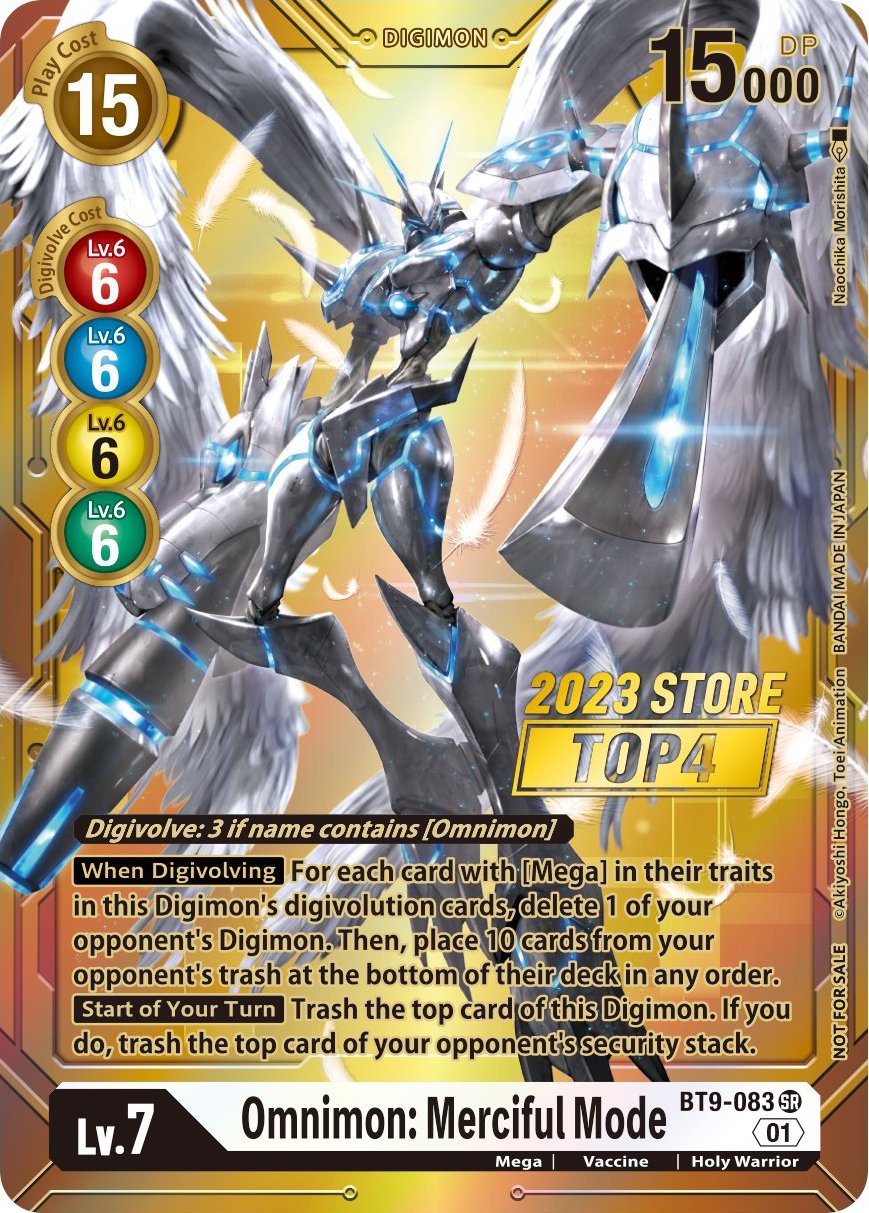 DIGIMON
Play Cost
15
DP
15000
Digivolve Cost
Lv.6
6
Lv.6
6
Lv.6
6
Lv.6
6
Naochika Morishita
©Akiyoshi Hongo, Toei Animation BANDAI MADE IN JAPAN
NOT FOR SALE
2023 STORE
TOP4
Digivolve: 3 if name contains [Omnimon]
When Digivolving For each card with [Mega] in their traits
in this Digimon's digivolution cards, delete 1 of your
opponent's Digimon. Then, place 10 cards from your
opponent's trash at the bottom of their deck in any order.
Start of Your Turn Trash the top card of this Digimon. If you
do, trash the top card of your opponent's security stack.
Lv.7
Omnimon: Merciful Mode
BT9-083 SR
01
Mega | Vaccine | Holy Warrior